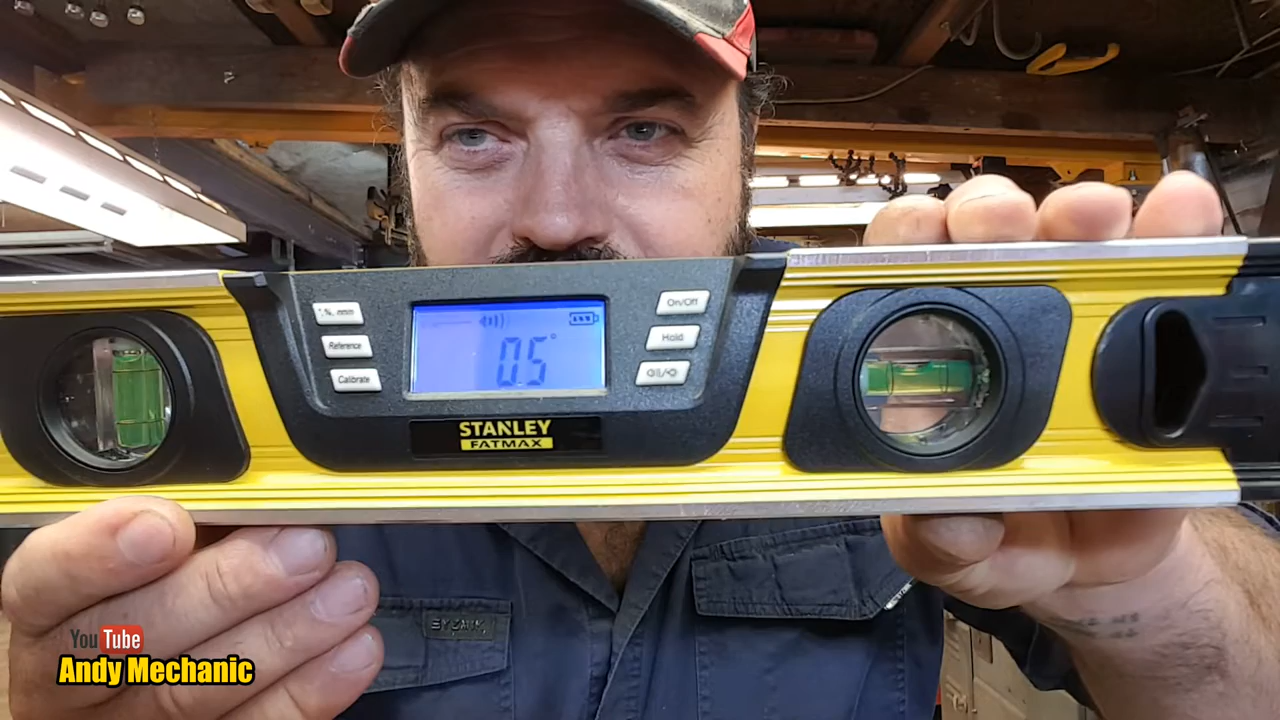 °,%, mm/m
Reference
Calibrate
0.5°
On/Off
Hold
STANLEY
FATMAX
YouTube
Andy Mechanic